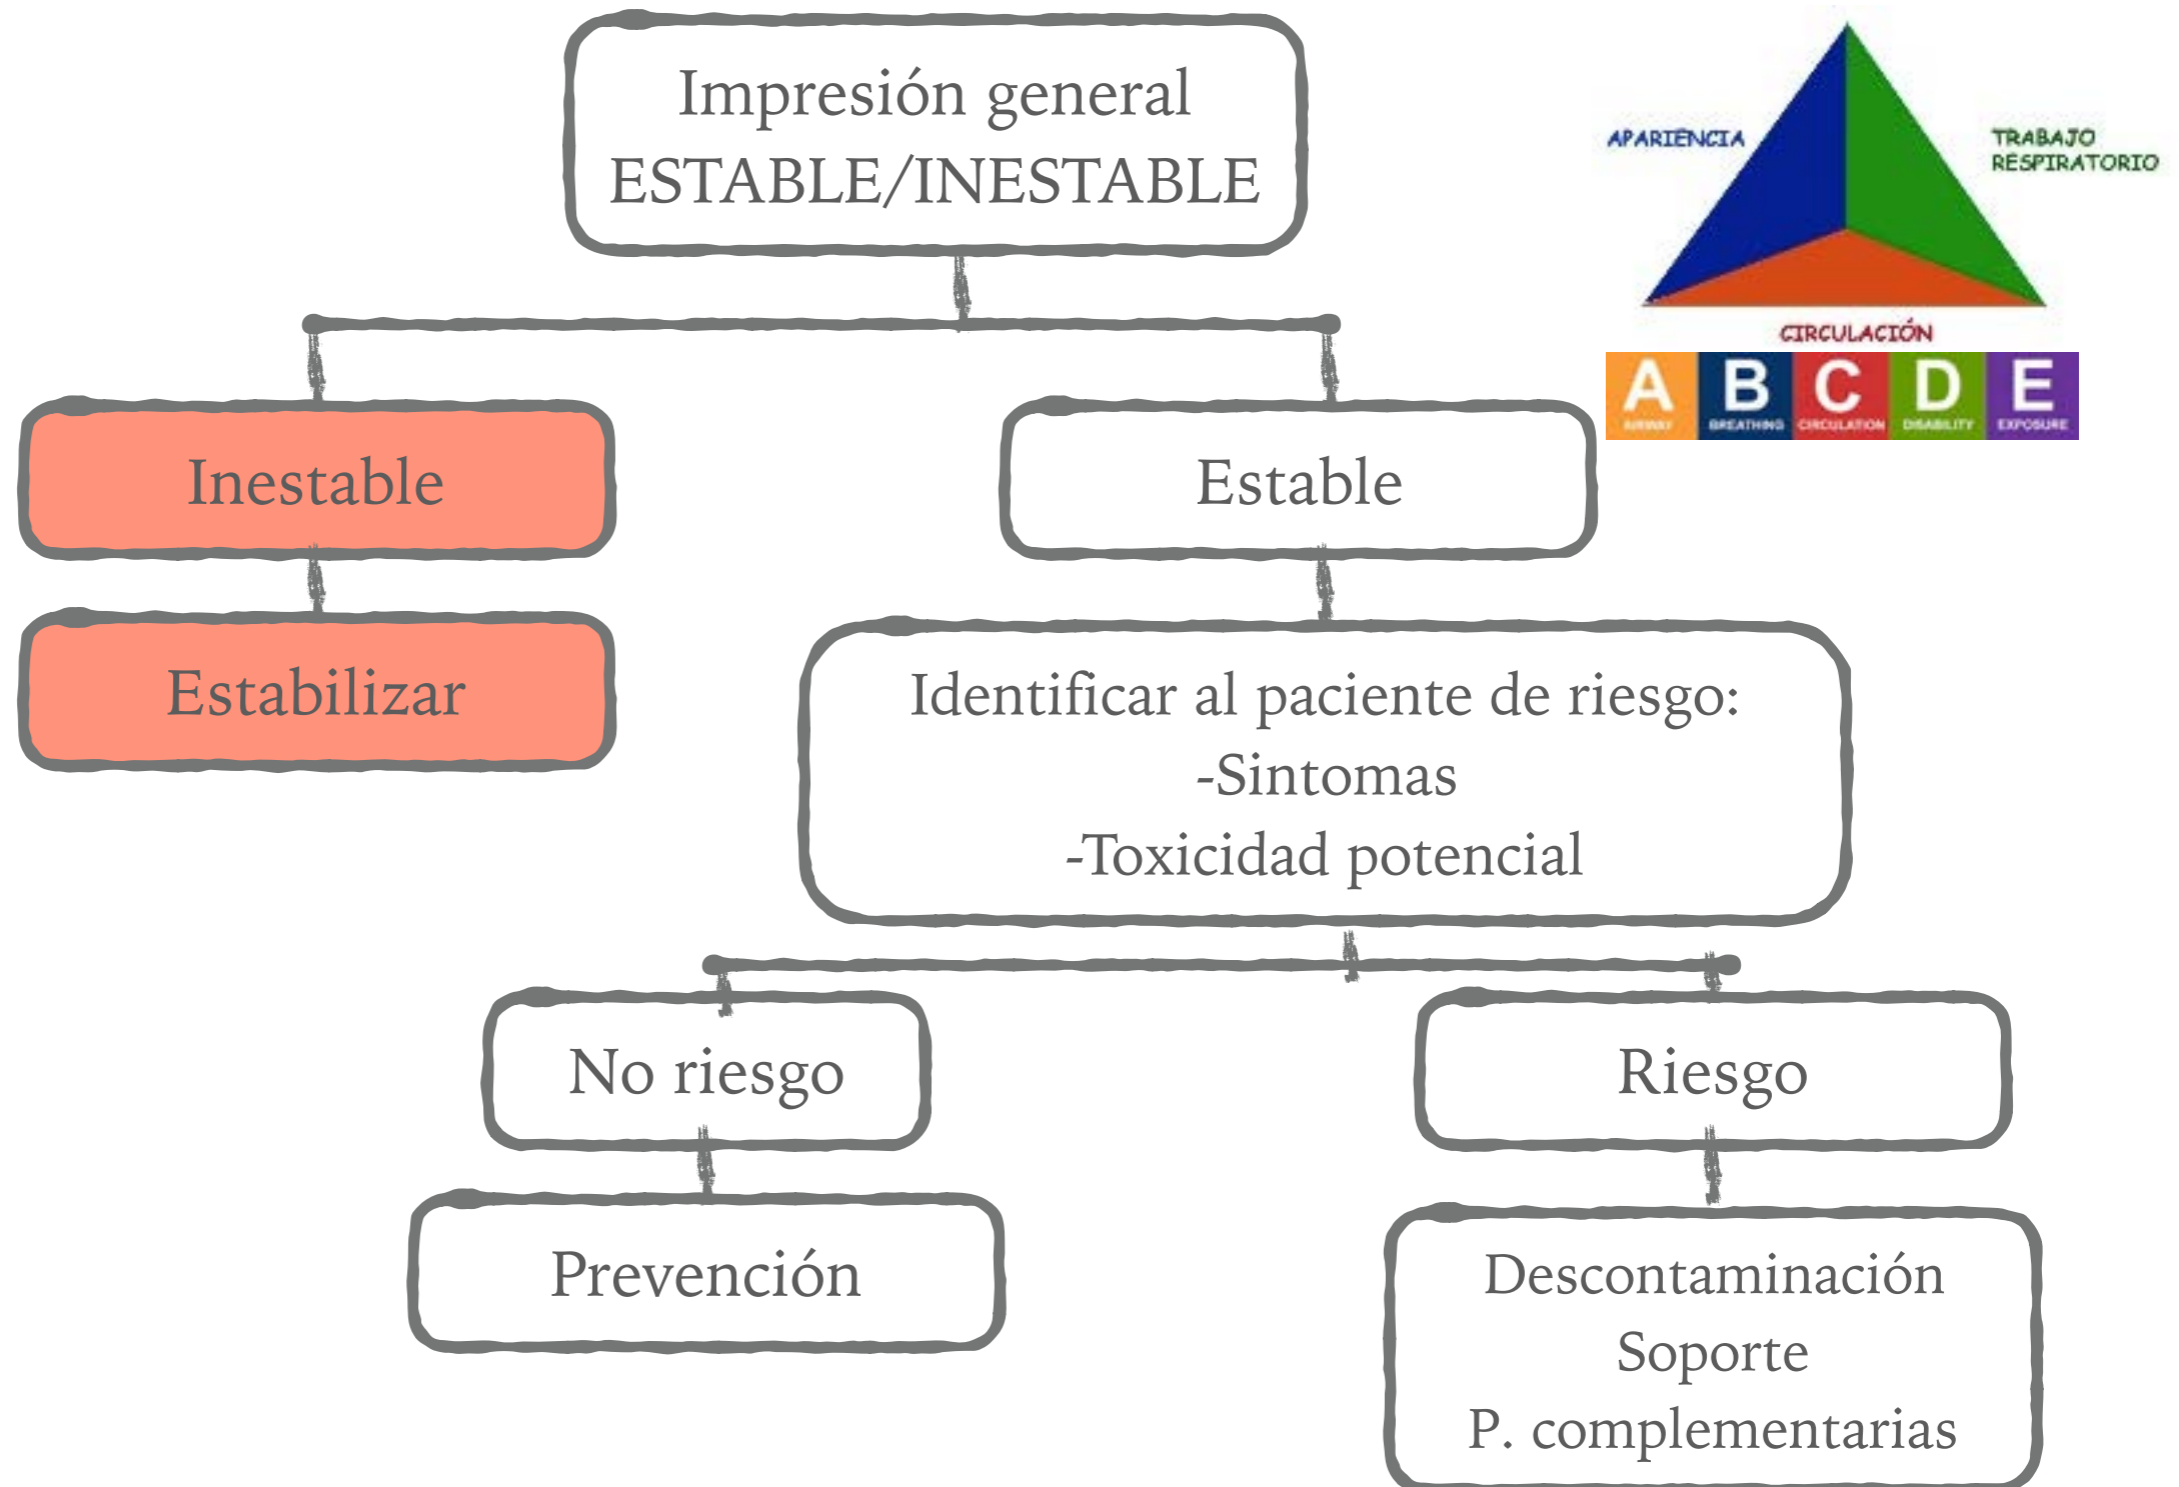 Impresión general
ESTABLE/INESTABLE
APARIENCIA
TRABAJO
RESPIRATORIO
CIRCULACIÓN
A B C D E
AIRWAY BREATHING CIRCULATION DISABILITY EXPOSURE
Inestable
Estable
Estabilizar
Identificar al paciente de riesgo:
-Sintomas
-Toxicidad potencial
No riesgo
Riesgo
Prevención
Descontaminación
Soporte
P. complementarias